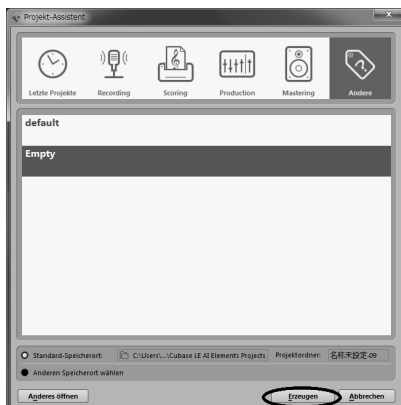 Projekt-Assistent
Letzte Projekte
Recording
Scoring
Production
Mastering
Andere
default
Empty
Standard-Speicherort:
C:\Users\...\Cubase LE AI Elements Projects
Projektordner:
名称未設定-09
Anderen Speicherort wählen
Anderes öffnen
Erzeugen
Abbrechen